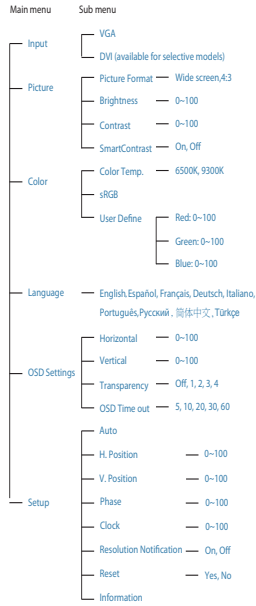 Main menu Sub menu
Input
VGA
DVI (available for selective models)
Picture
Picture Format Wide screen,4:3
Brightness 0~100
Contrast 0~100
SmartContrast On, Off
Color
Color Temp. 6500K, 9300K
sRGB
User Define Red: 0~100
Green: 0~100
Blue: 0~100
Language English.Español, Français, Deutsch, Italiano,
Português,Русский , 简体中文, Türkçe
Horizontal 0~100
Vertical 0~100
OSD Settings
Transparency Off, 1, 2, 3, 4
OSD Time out 5, 10, 20, 30, 60
Auto
H. Position 0~100
V. Position 0~100
Setup
Phase 0~100
Clock 0~100
Resolution Notification On, Off
Reset Yes, No
Information